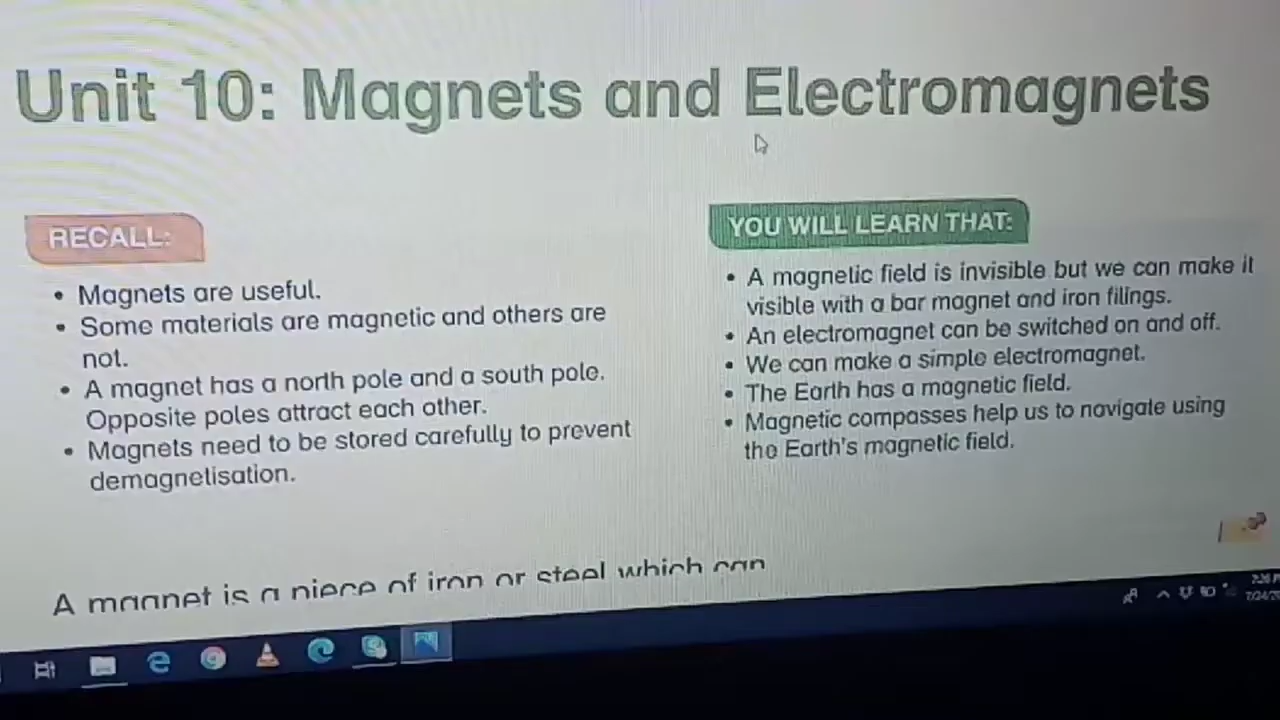 Unit 10: Magnets and Electromagnets
RECALL:
• Magnets are useful.
• Some materials are magnetic and others are
not.
• A magnet has a north pole and a south pole.
Opposite poles attract each other.
• Magnets need to be stored carefully to prevent
demagnetisation.
YOU WILL LEARN THAT:
• A magnetic field is invisible but we can make it
visible with a bar magnet and iron filings.
• An electromagnet can be switched on and off.
• We can make a simple electromagnet.
• The Earth has a magnetic field.
• Magnetic compasses help us to navigate using
the Earth's magnetic field.
A magnet is a piece of iron or steel which can